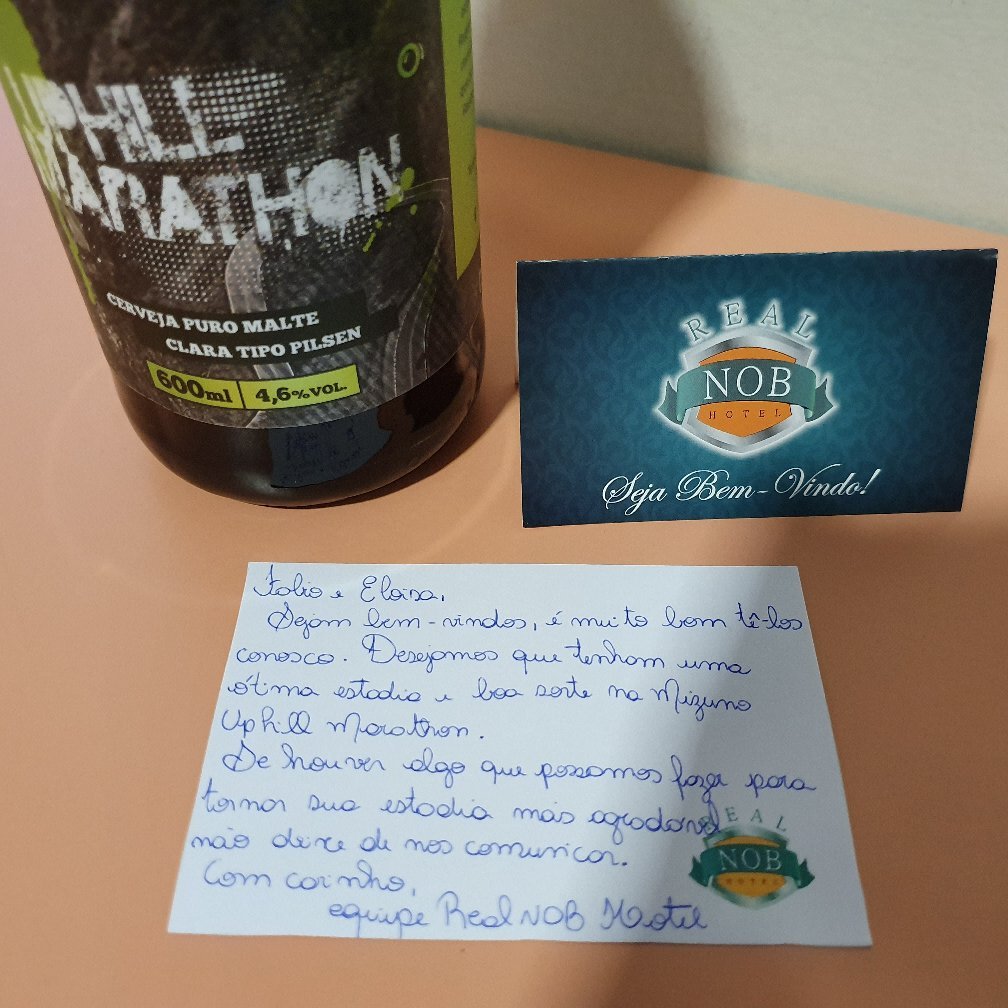 UPHILL
MARATHON
CERVEJA PURO MALTE
CLARA TIPO PILSEN
600ml 4,6%VOL.
REAL
NOB
HOTEL
Seja Bem-Vindo!
Fabio e Eloisa,
Sejam bem-vindos, é muito bom tê-los
conosco. Desejamos que tenham uma
ótima estadia e boa sorte na Mizuno
Uphill Marathon.
Se houver algo que possamos fazer para
tornar sua estadia mais agradável
não deixe de nos comunicar.
Com carinho,
equipe Real NOB Hotel
REAL
NOB
HOTEL